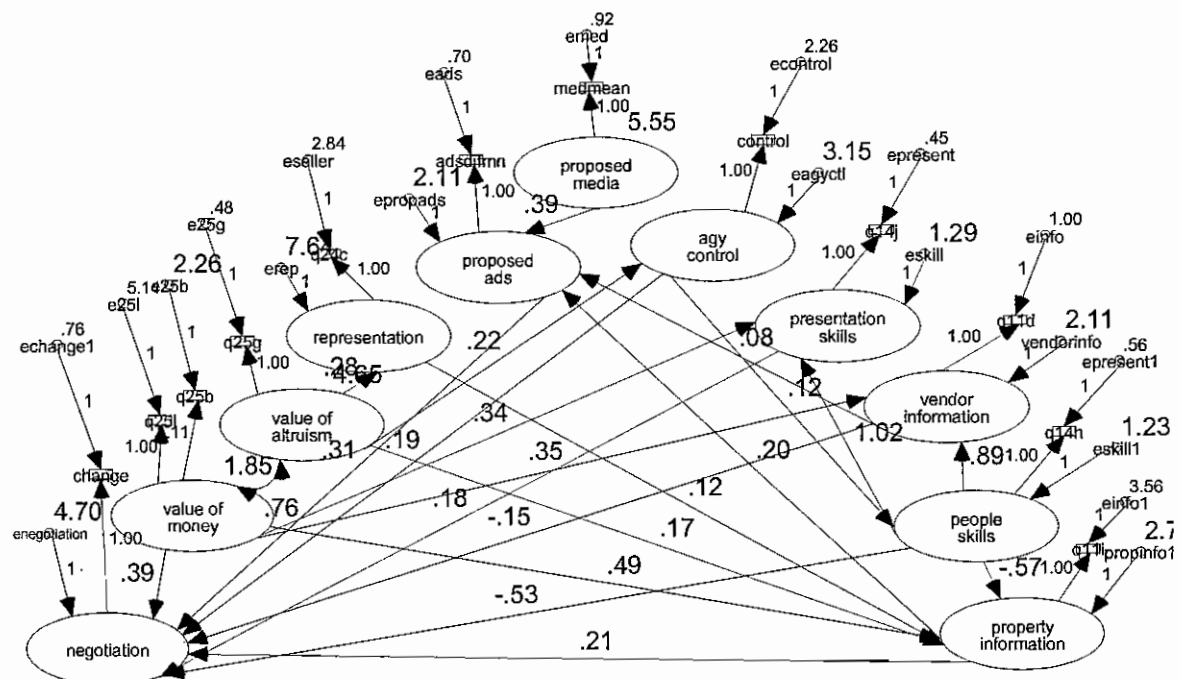 .92
emed
1
medmean
1.00
5.55
proposed
media
.70
eads
1
2.11
1.00
epropads
1
.39
proposed
ads
2.26
econtrol
1
control
1.00
3.15
eagyctl
1
agy
control
.45
epresent
1
q14j
1.00
1.29
eskill
1
presentation
skills
2.84
eseller
1
7.64
q24c
1.00
erep
1
representation
.48
e25g
1
q25g
1.00
value of
altruism
.28
4.65
1.00
einfo
1
q11d
1.00
2.11
vendorinfo
1
vendor
information
.56
epresent1
1
q14h
1.00
1.23
eskill1
1
people
skills
2.26
e25b
1
q25b
e25l
1
q25l
1.00
.11
1.85
value of
money
.76
.76
echange1
1
change
1.00
4.70
enegotiation
1
.39
negotiation
3.56
einfo1
1
1.00
propinfo1
1
property
information
.22
.34
.31
.19
.35
.18
-.15
-.53
.49
.17
.12
.20
.08
.12
1.02
.89
-.57
.21